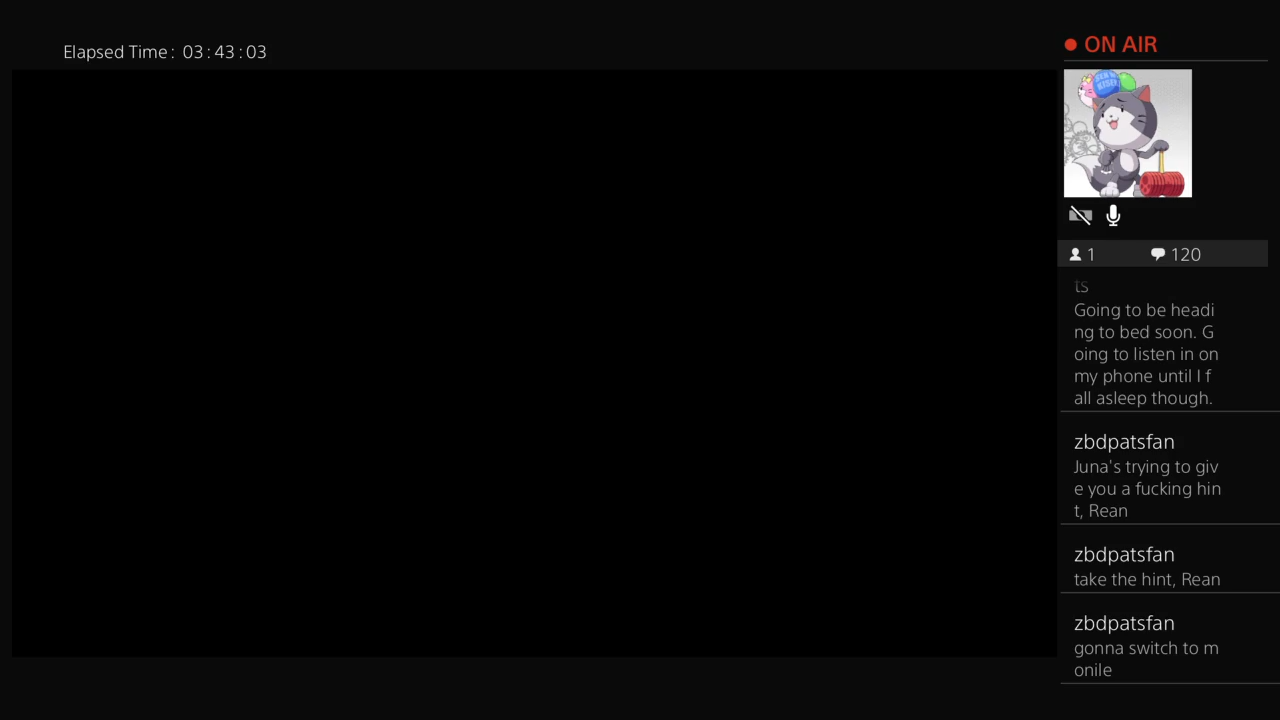 Elapsed Time: 03:43:03
ON AIR
1
120
ts
Going to be headi
ng to bed soon. G
oing to listen in on
my phone until I f
all asleep though.
zbdpatsfan
Juna's trying to giv
e you a fucking hin
t, Rean
zbdpatsfan
take the hint, Rean
zbdpatsfan
gonna switch to m
onile